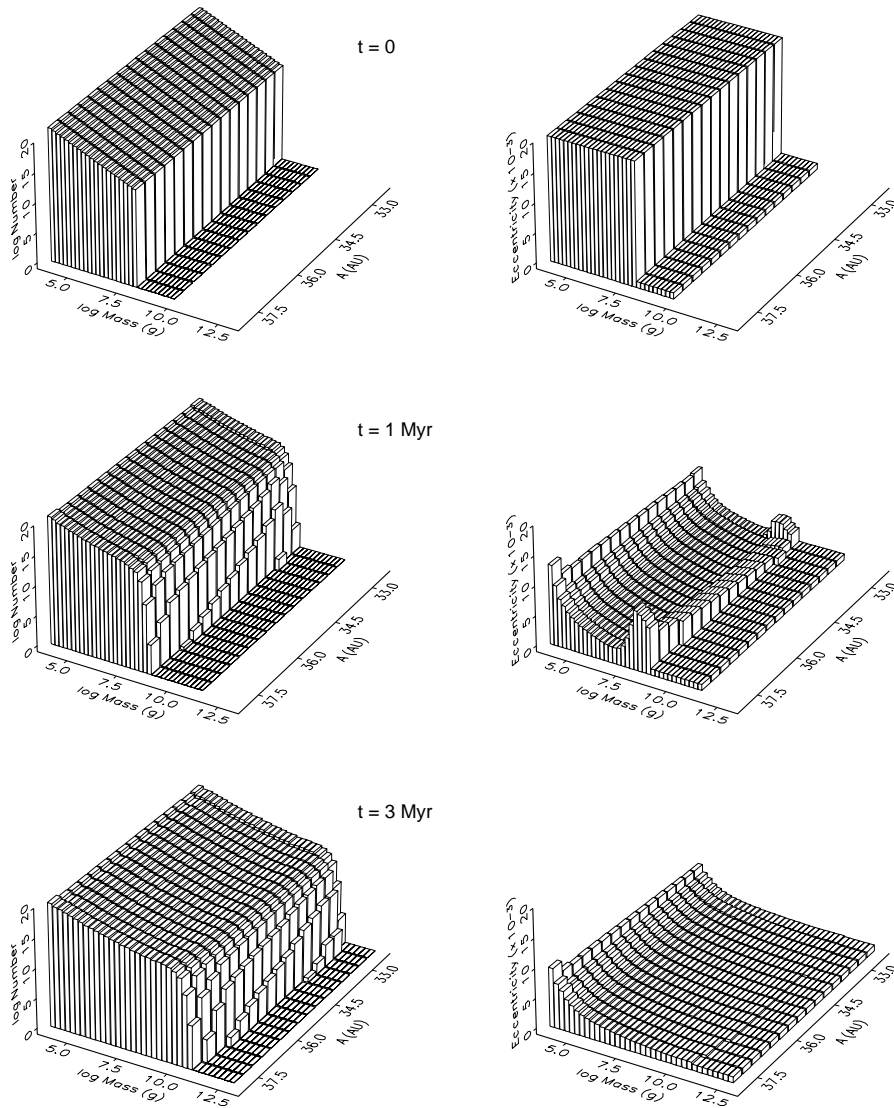 t = 0
log Number
0 5 10 15 20
5.0 7.5 10.0 12.5
log Mass (g)
37.5 36.0 34.5 33.0
A (AU)
Eccentricity (x10-3)
0 5 10 15 20
5.0 7.5 10.0 12.5
log Mass (g)
37.5 36.0 34.5 33.0
A (AU)
t = 1 Myr
log Number
0 5 10 15 20
5.0 7.5 10.0 12.5
log Mass (g)
37.5 36.0 34.5 33.0
A (AU)
Eccentricity (x10-3)
0 5 10 15 20
5.0 7.5 10.0 12.5
log Mass (g)
37.5 36.0 34.5 33.0
A (AU)
t = 3 Myr
log Number
0 5 10 15 20
5.0 7.5 10.0 12.5
log Mass (g)
37.5 36.0 34.5 33.0
A (AU)
Eccentricity (x10-3)
0 5 10 15 20
5.0 7.5 10.0 12.5
log Mass (g)
37.5 36.0 34.5 33.0
A (AU)